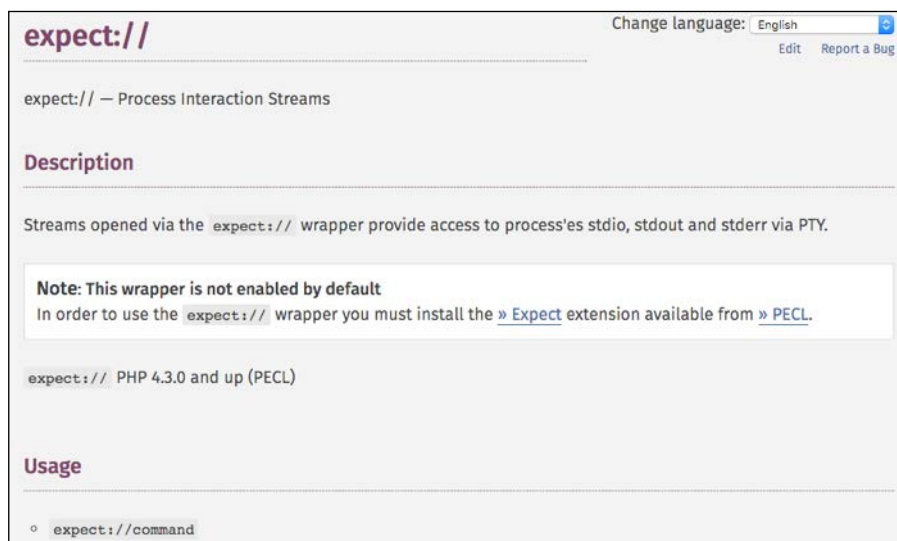 expect://
Change language: English
Edit Report a Bug
expect:// — Process Interaction Streams
Description
Streams opened via the expect:// wrapper provide access to process'es stdio, stdout and stderr via PTY.
Note: This wrapper is not enabled by default
In order to use the expect:// wrapper you must install the » Expect extension available from » PECL.
expect:// PHP 4.3.0 and up (PECL)
Usage
expect://command